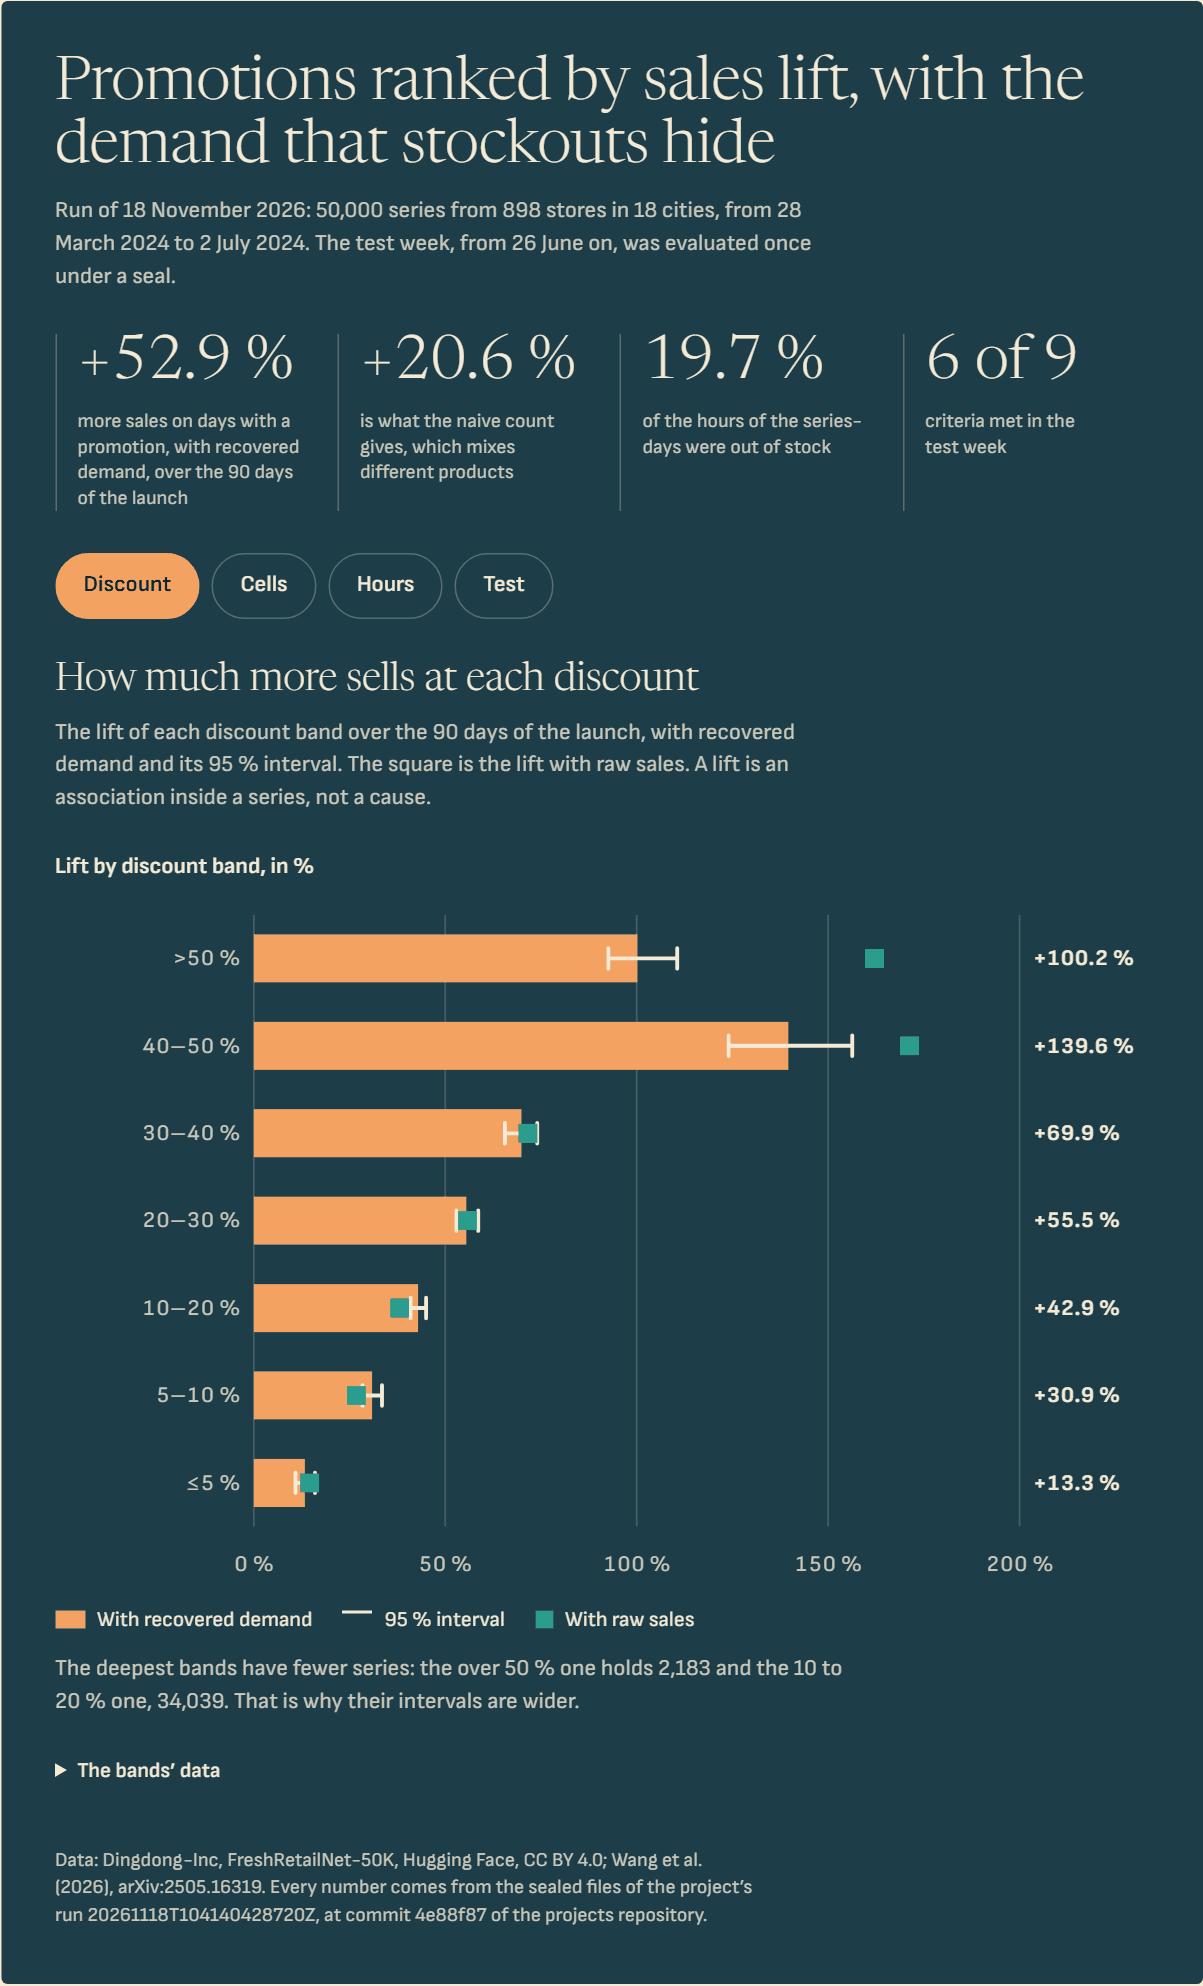 Promotions ranked by sales lift, with the
demand that stockouts hide
Run of 18 November 2026: 50,000 series from 898 stores in 18 cities, from 28
March 2024 to 2 July 2024. The test week, from 26 June on, was evaluated once
under a seal.
+52.9 %
more sales on days with a
promotion, with recovered
demand, over the 90 days
of the launch
+20.6 %
is what the naive count
gives, which mixes
different products
19.7 %
of the hours of the series-
days were out of stock
6 of 9
criteria met in the
test week
Discount
Cells
Hours
Test
How much more sells at each discount
The lift of each discount band over the 90 days of the launch, with recovered
demand and its 95 % interval. The square is the lift with raw sales. A lift is an
association inside a series, not a cause.
Lift by discount band, in %
>50 % +100.2 %
40–50 % +139.6 %
30–40 % +69.9 %
20–30 % +55.5 %
10–20 % +42.9 %
5–10 % +30.9 %
≤5 % +13.3 %
0 % 50 % 100 % 150 % 200 %
With recovered demand 95 % interval With raw sales
The deepest bands have fewer series: the over 50 % one holds 2,183 and the 10 to
20 % one, 34,039. That is why their intervals are wider.
▶ The bands’ data
Data: Dingdong-Inc, FreshRetailNet-50K, Hugging Face, CC BY 4.0; Wang et al.
(2026), arXiv:2505.16319. Every number comes from the sealed files of the project’s
run 20261118T104140428720Z, at commit 4e88f87 of the projects repository.